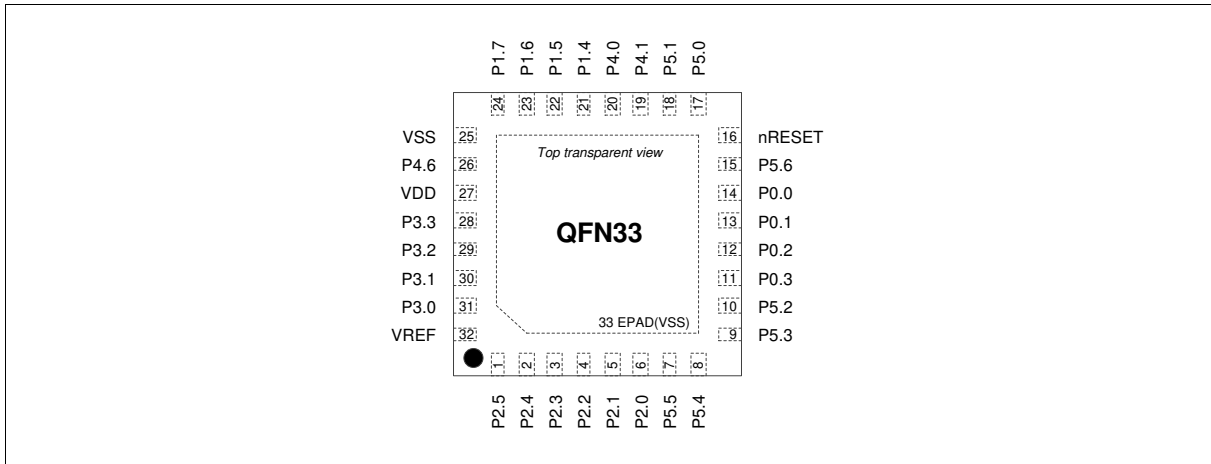 P1.7 P1.6 P1.5 P1.4 P4.0 P4.1 P5.1 P5.0
24 23 22 21 20 19 18 17
VSS 25 16 nRESET
Top transparent view
P4.6 26 15 P5.6
VDD 27 14 P0.0
P3.3 28 13 P0.1
QFN33
P3.2 29 12 P0.2
P3.1 30 11 P0.3
P3.0 31 10 P5.2
33 EPAD(VSS)
VREF 32 9 P5.3
1 2 3 4 5 6 7 8
P2.5 P2.4 P2.3 P2.2 P2.1 P2.0 P5.5 P5.4